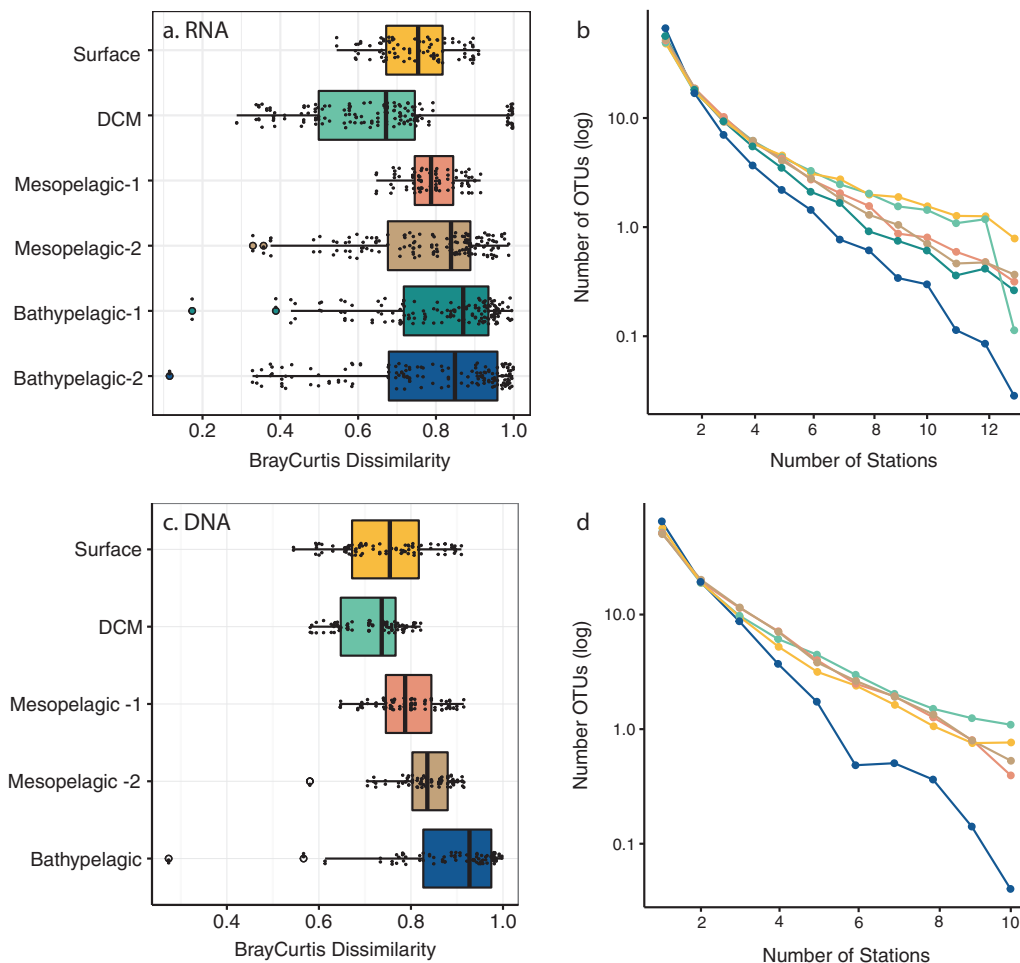 a. RNA
Surface
DCM
Mesopelagic-1
Mesopelagic-2
Bathypelagic-1
Bathypelagic-2
0.2 0.4 0.6 0.8 1.0
BrayCurtis Dissimilarity
b
Number of OTUs (log)
10.0
1.0
0.1
2 4 6 8 10 12
Number of Stations
c. DNA
Surface
DCM
Mesopelagic -1
Mesopelagic -2
Bathypelagic
0.4 0.6 0.8 1.0
BrayCurtis Dissimilarity
d
Number OTUs (log)
10.0
1.0
0.1
2 4 6 8 10
Number of Stations